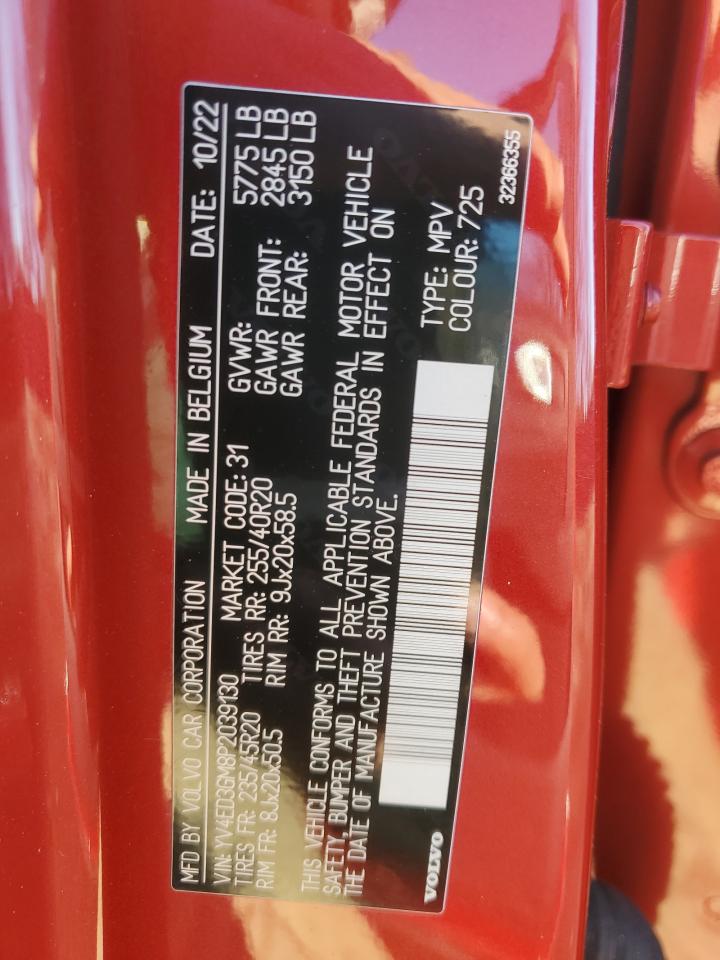 MFD BY VOLVO CAR CORPORATION MADE IN BELGIUM DATE: 10/22
VIN: YV4ED3GM8P2039130 MARKET CODE: 31 GVWR: 5775 LB
TIRES FR: 235/45R20 TIRES RR: 255/40R20 GAWR FRONT: 2845 LB
RIM FR: 8Jx20x50.5 RIM RR: 9Jx20x58.5 GAWR REAR: 3150 LB
THIS VEHICLE CONFORMS TO ALL APPLICABLE FEDERAL MOTOR VEHICLE
SAFETY, BUMPER AND THEFT PREVENTION STANDARDS IN EFFECT ON
THE DATE OF MANUFACTURE SHOWN ABOVE.
TYPE: MPV
COLOUR: 725
VOLVO 32366355